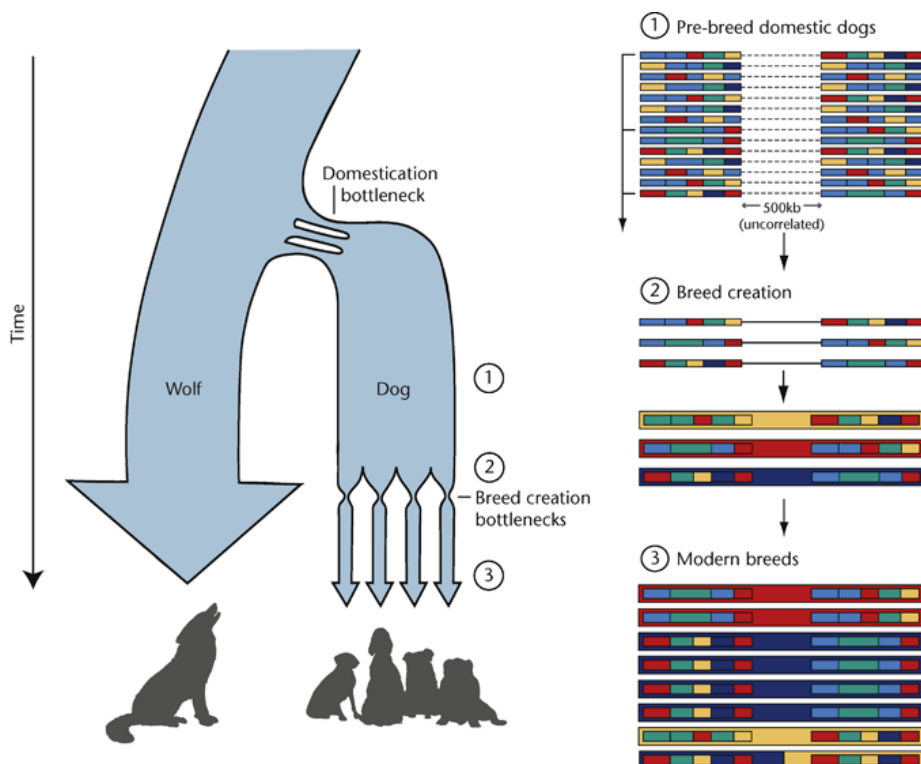 Time
Domestication
bottleneck
Wolf
Dog
1
2
Breed creation
bottlenecks
3
1 Pre-breed domestic dogs
500kb
(uncorrelated)
2 Breed creation
3 Modern breeds